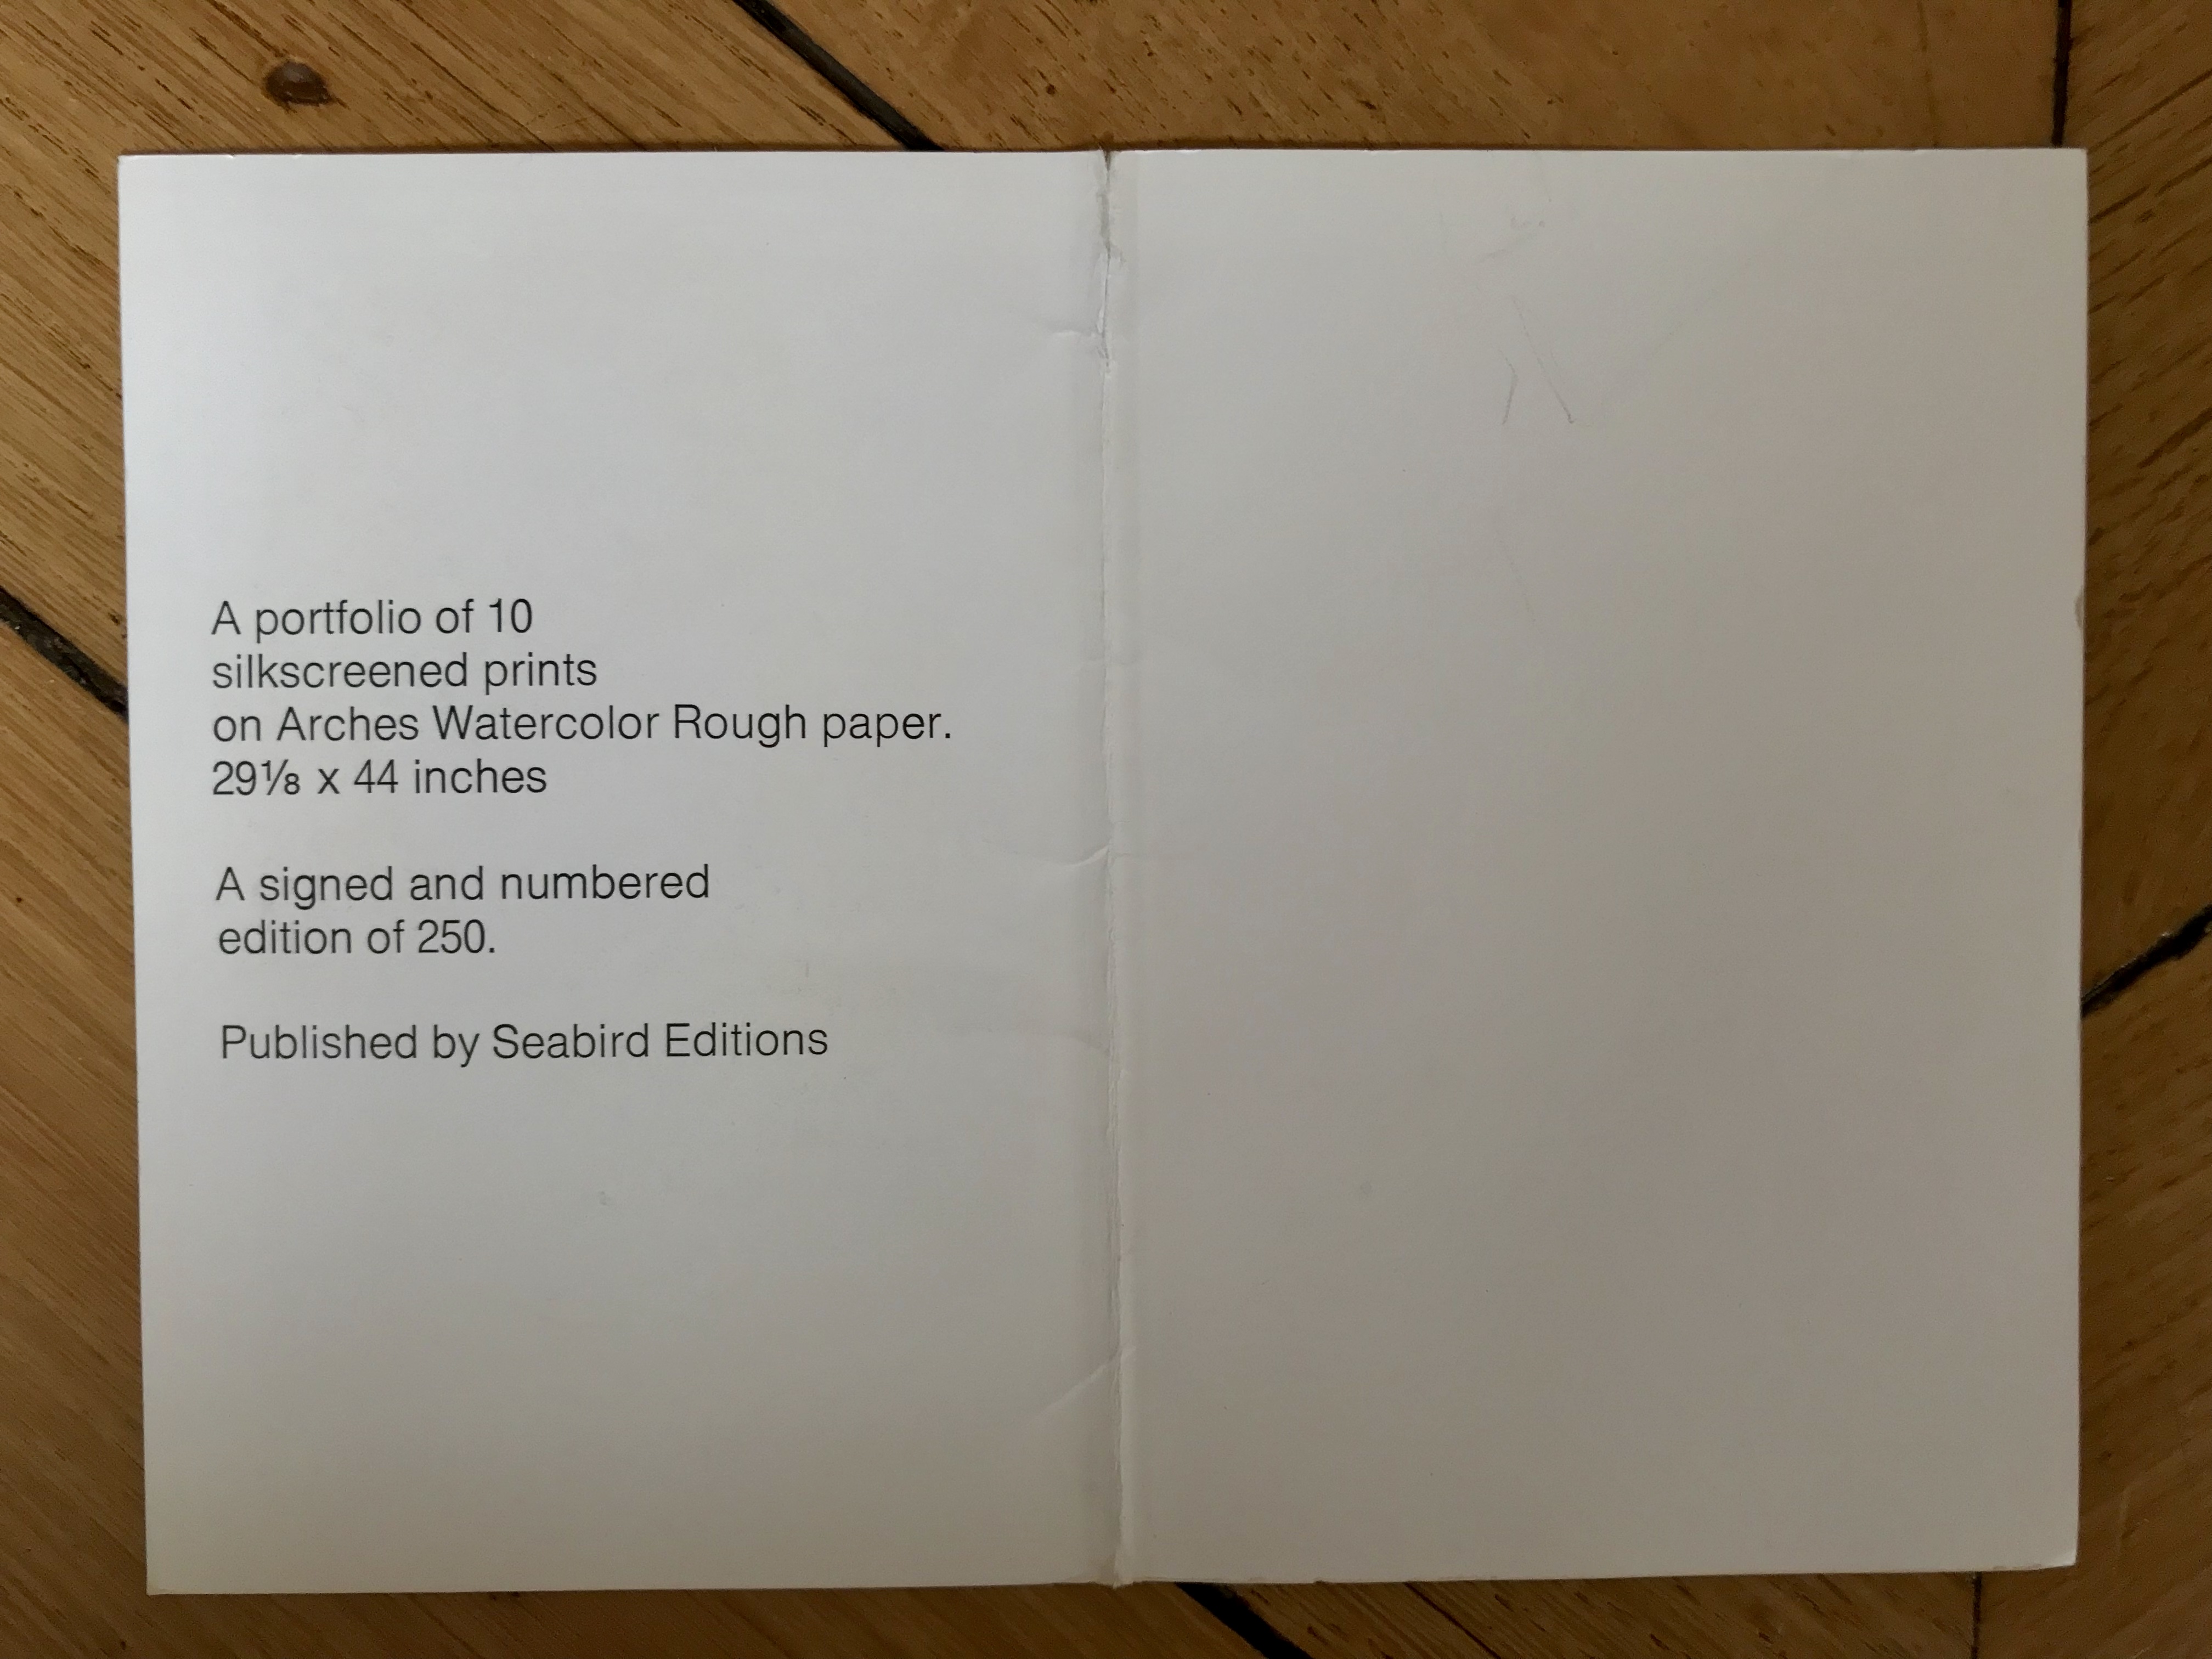 A portfolio of 10
silkscreened prints
on Arches Watercolor Rough paper.
29⅛ x 44 inches
A signed and numbered
edition of 250.
Published by Seabird Editions